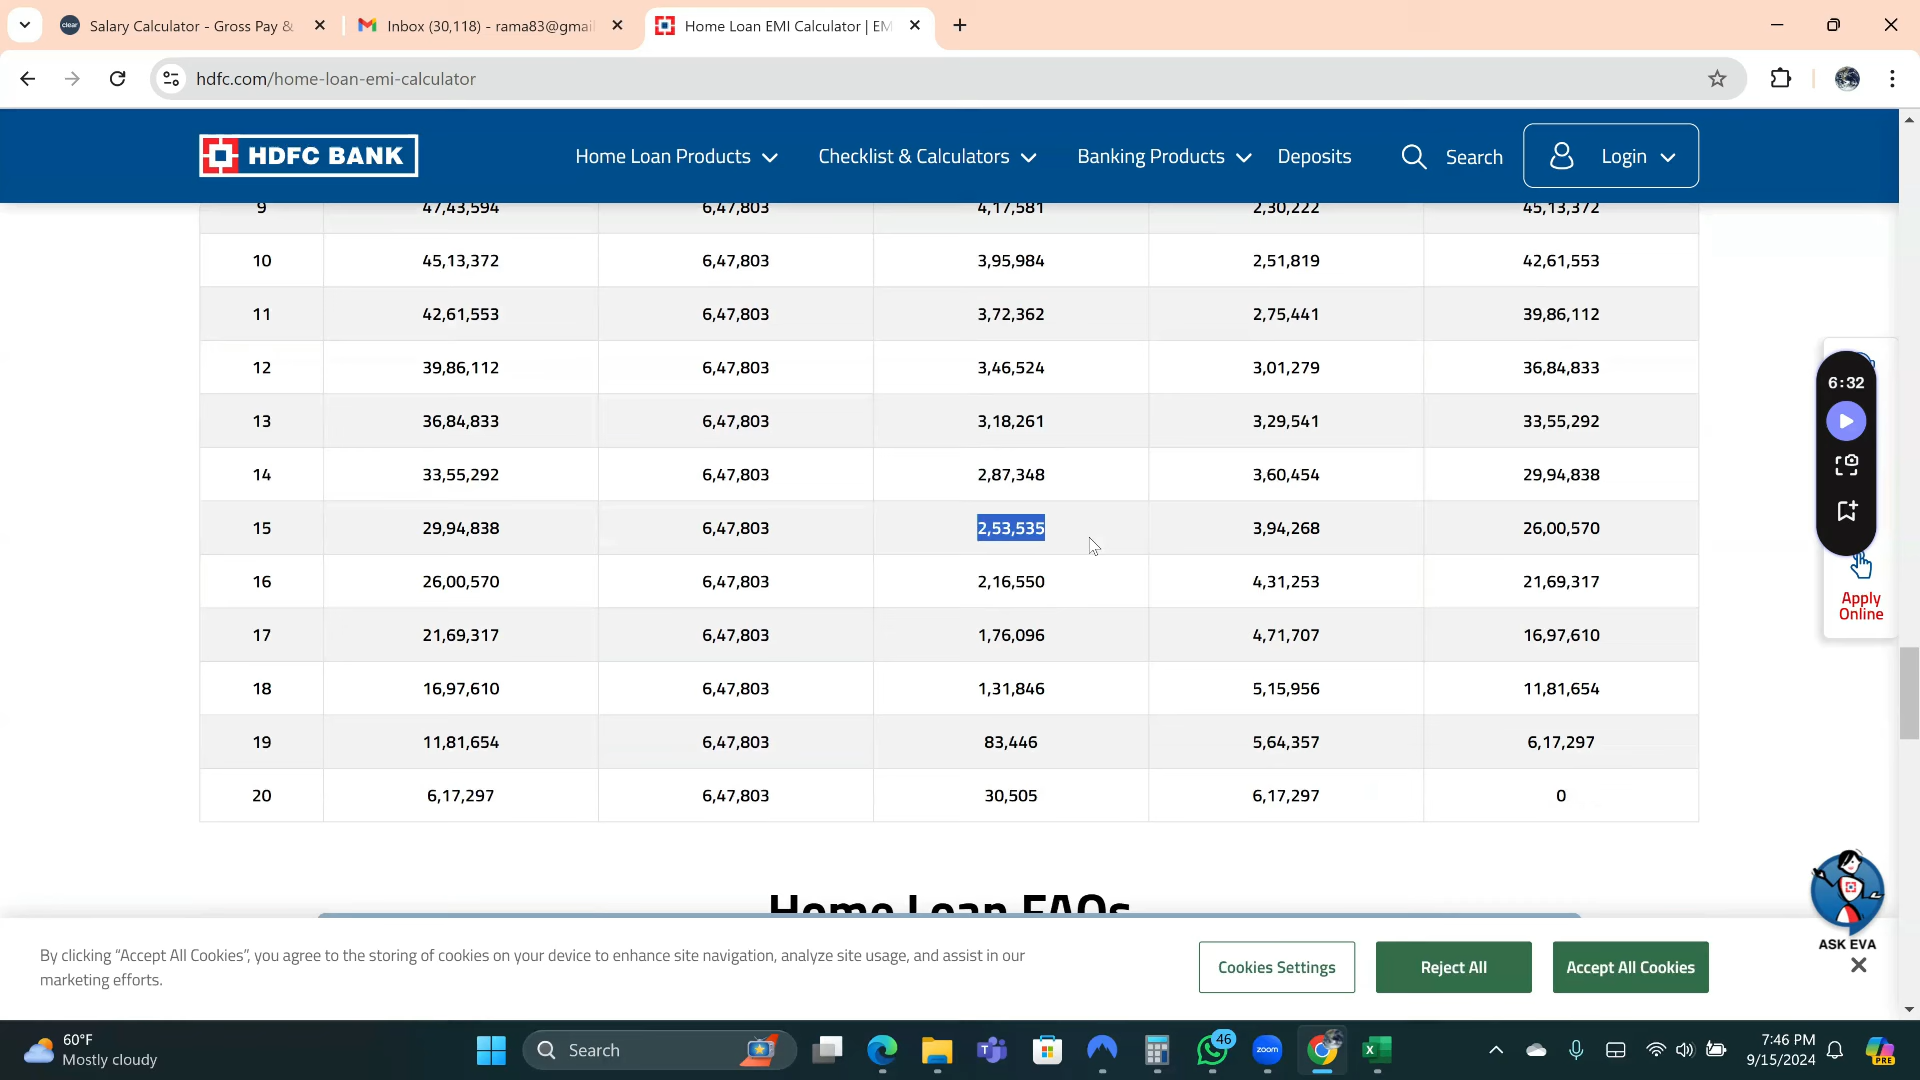 Salary Calculator - Gross Pay &
Inbox (30,118) - rama83@gmai
Home Loan EMI Calculator | EM
hdfc.com/home-loan-emi-calculator
HDFC BANK
Home Loan Products
Checklist & Calculators
Banking Products
Deposits
Search
Login
9 47,43,594 6,47,803 4,17,581 2,30,222 45,13,372
10 45,13,372 6,47,803 3,95,984 2,51,819 42,61,553
11 42,61,553 6,47,803 3,72,362 2,75,441 39,86,112
12 39,86,112 6,47,803 3,46,524 3,01,279 36,84,833
13 36,84,833 6,47,803 3,18,261 3,29,541 33,55,292
14 33,55,292 6,47,803 2,87,348 3,60,454 29,94,838
15 29,94,838 6,47,803 2,53,535 3,94,268 26,00,570
16 26,00,570 6,47,803 2,16,550 4,31,253 21,69,317
17 21,69,317 6,47,803 1,76,096 4,71,707 16,97,610
18 16,97,610 6,47,803 1,31,846 5,15,956 11,81,654
19 11,81,654 6,47,803 83,446 5,64,357 6,17,297
20 6,17,297 6,47,803 30,505 6,17,297 0
6:32
Apply
Online
Home Loan FAQs
ASK EVA
By clicking “Accept All Cookies”, you agree to the storing of cookies on your device to enhance site navigation, analyze site usage, and assist in our
marketing efforts.
Cookies Settings
Reject All
Accept All Cookies
60°F
Mostly cloudy
Search
46
zoom
7:46 PM
9/15/2024
PRE